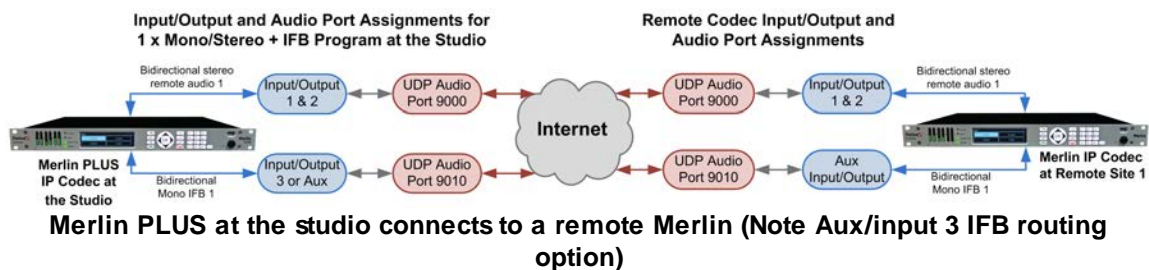 Input/Output and Audio Port Assignments for
1 x Mono/Stereo + IFB Program at the Studio
Remote Codec Input/Output and
Audio Port Assignments
Bidirectional stereo
remote audio 1
Input/Output
1 & 2
UDP Audio
Port 9000
Internet
UDP Audio
Port 9000
Input/Output
1 & 2
Bidirectional stereo
remote audio 1
Merlin PLUS
IP Codec at
the Studio
Bidirectional
Mono IFB 1
Input/Output
3 or Aux
UDP Audio
Port 9010
UDP Audio
Port 9010
Aux
Input/Output
Bidirectional
Mono IFB 1
Merlin IP Codec
at Remote Site 1
Merlin PLUS at the studio connects to a remote Merlin (Note Aux/input 3 IFB routing
option)